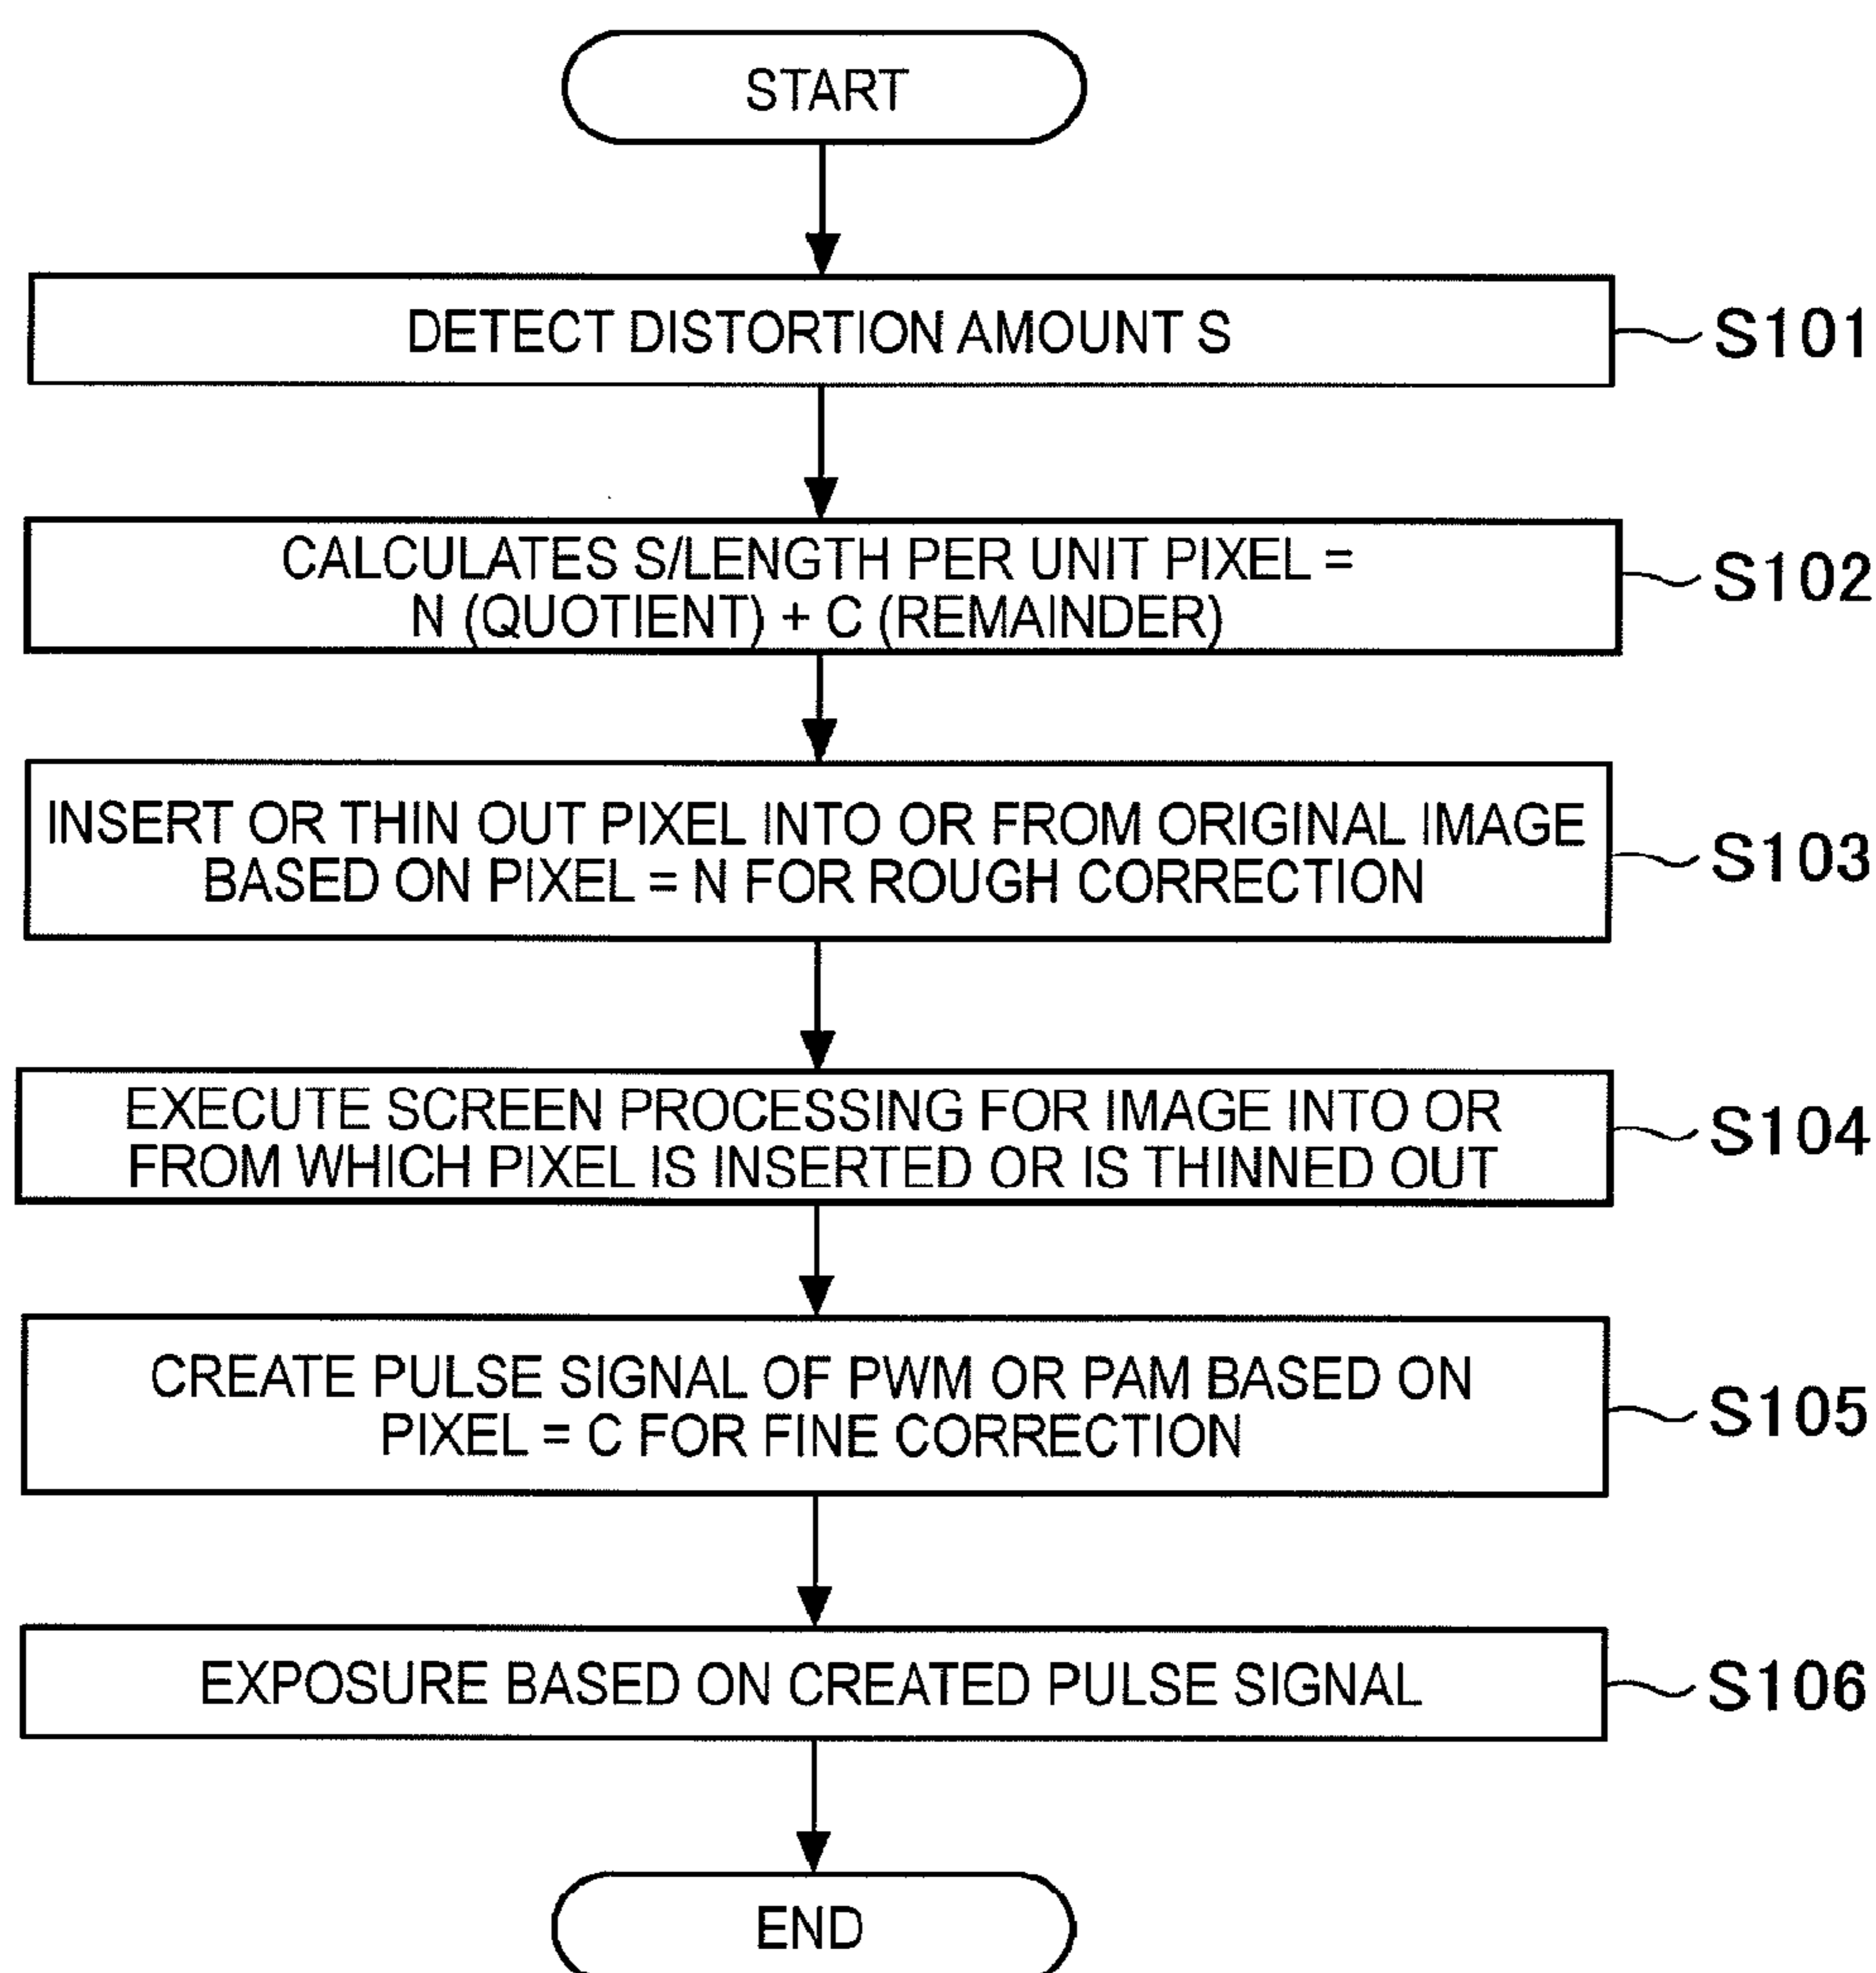 START
DETECT DISTORTION AMOUNT S
S101
CALCULATES S/LENGTH PER UNIT PIXEL =
N (QUOTIENT) + C (REMAINDER)
S102
INSERT OR THIN OUT PIXEL INTO OR FROM ORIGINAL IMAGE
BASED ON PIXEL = N FOR ROUGH CORRECTION
S103
EXECUTE SCREEN PROCESSING FOR IMAGE INTO OR
FROM WHICH PIXEL IS INSERTED OR IS THINNED OUT
S104
CREATE PULSE SIGNAL OF PWM OR PAM BASED ON
PIXEL = C FOR FINE CORRECTION
S105
EXPOSURE BASED ON CREATED PULSE SIGNAL
S106
END